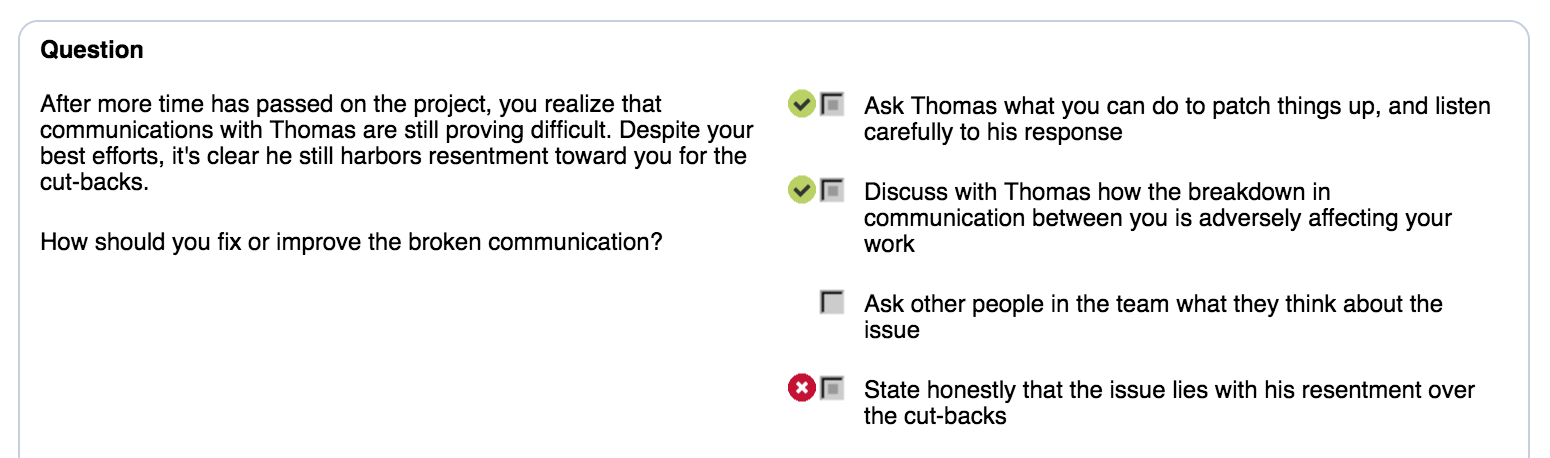 Question
After more time has passed on the project, you realize that
communications with Thomas are still proving difficult. Despite your
best efforts, it's clear he still harbors resentment toward you for the
cut-backs.
How should you fix or improve the broken communication?
Ask Thomas what you can do to patch things up, and listen
carefully to his response
Discuss with Thomas how the breakdown in
communication between you is adversely affecting your
work
Ask other people in the team what they think about the
issue
State honestly that the issue lies with his resentment over
the cut-backs